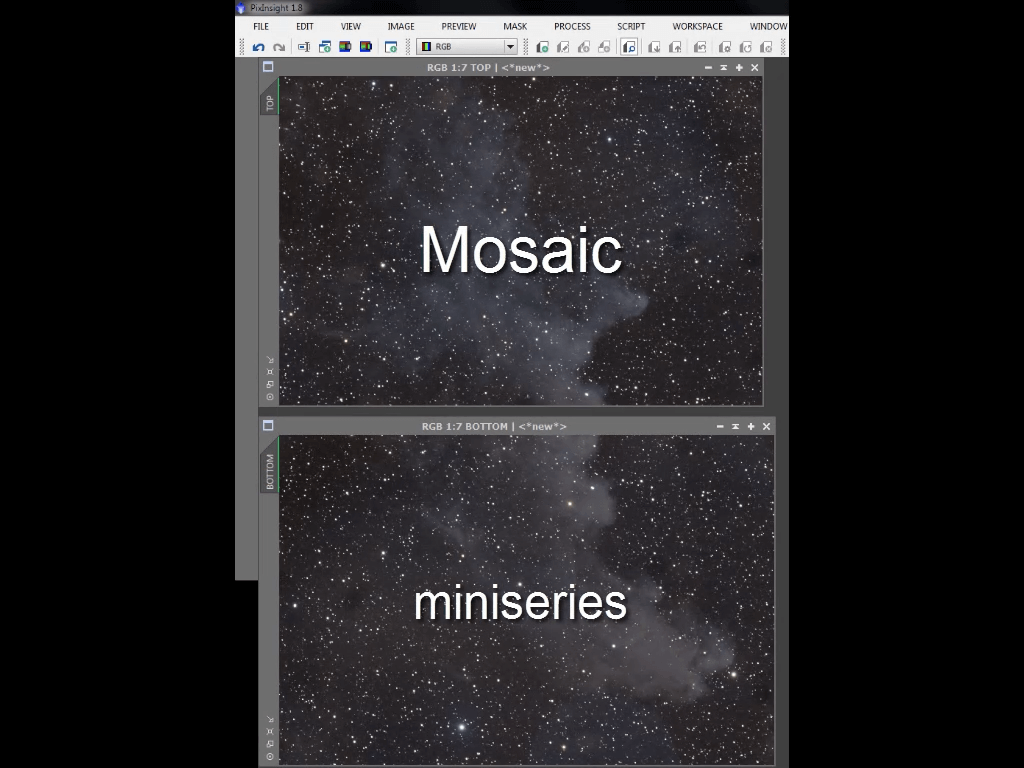 PixInsight 1.8
FILE EDIT VIEW IMAGE PREVIEW MASK PROCESS SCRIPT WORKSPACE WINDOW
RGB
RGB 1:7 TOP | <*new*>
TOP
Mosaic
RGB 1:7 BOTTOM | <*new*>
BOTTOM
miniseries